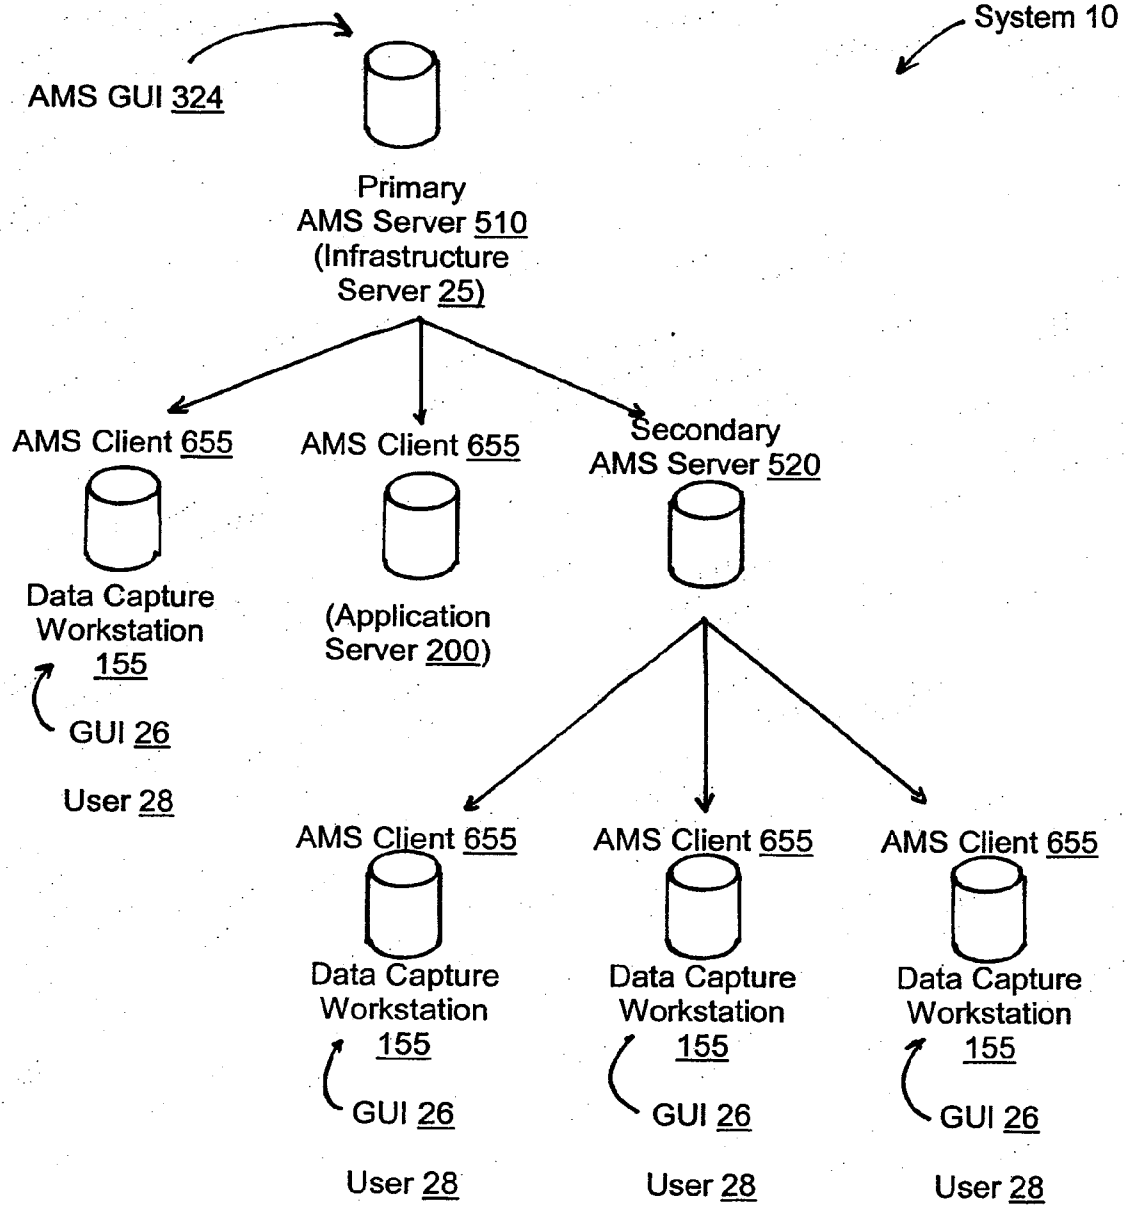 System 10
AMS GUI 324
Primary
AMS Server 510
(Infrastructure
Server 25)
AMS Client 655
Data Capture
Workstation
155
GUI 26
User 28
AMS Client 655
(Application
Server 200)
Secondary
AMS Server 520
AMS Client 655
Data Capture
Workstation
155
GUI 26
User 28
AMS Client 655
Data Capture
Workstation
155
GUI 26
User 28
AMS Client 655
Data Capture
Workstation
155
GUI 26
User 28